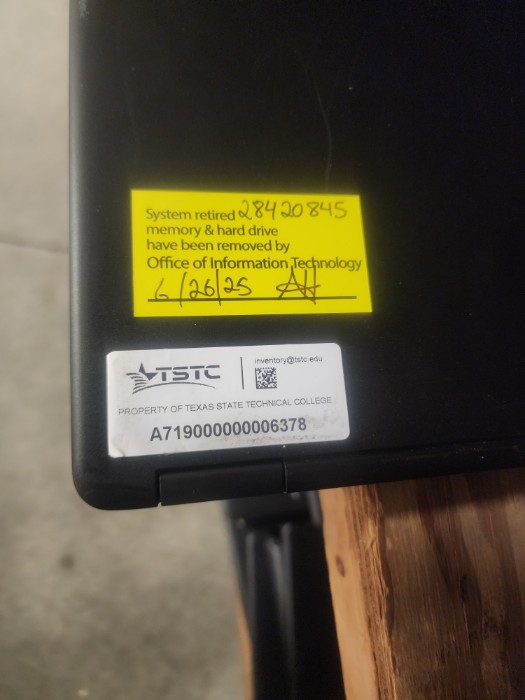 System retired 28420845
memory & hard drive
have been removed by
Office of Information Technology
6/26/25 AH
TSTC
inventory@tstc.edu
PROPERTY OF TEXAS STATE TECHNICAL COLLEGE
A719000000006378